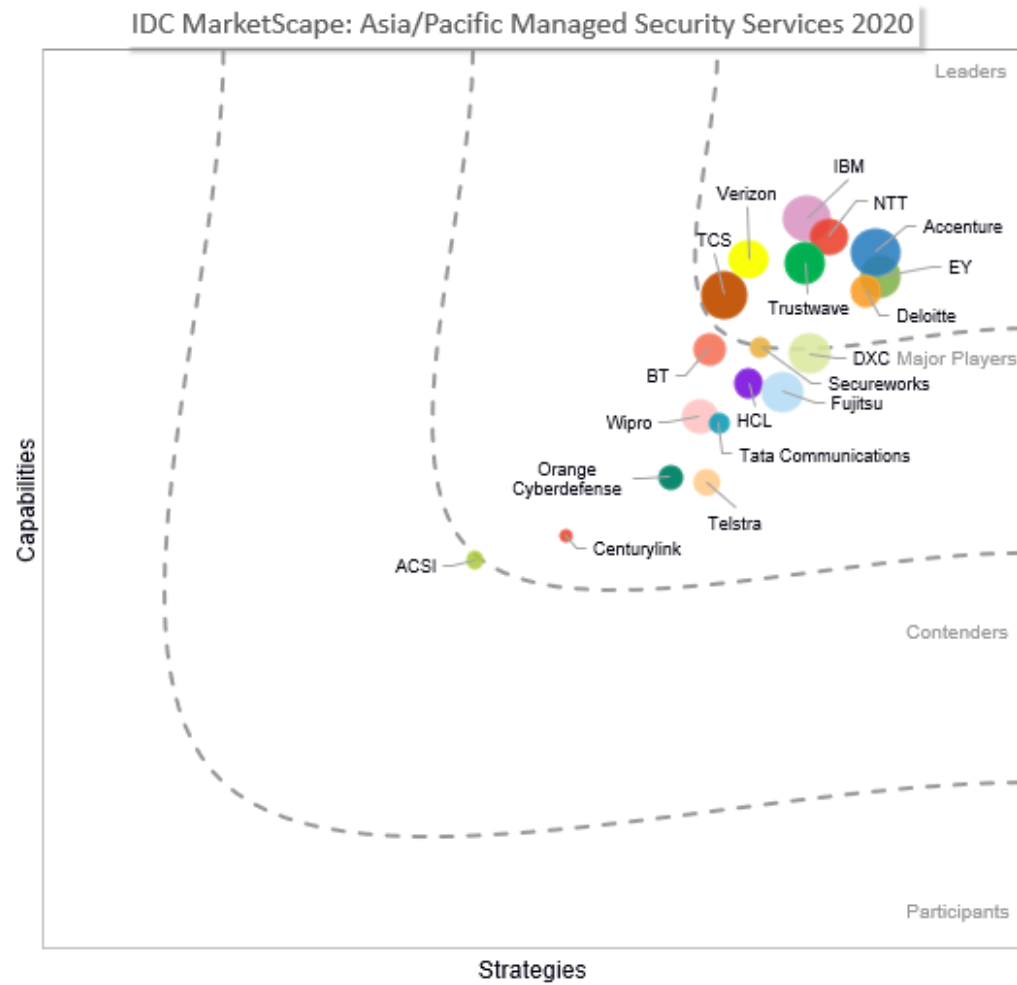 IDC MarketScape: Asia/Pacific Managed Security Services 2020
Leaders
IBM
Verizon
NTT
Accenture
TCS
EY
Trustwave
Deloitte
DXC
Major Players
BT
Secureworks
Fujitsu
Wipro
HCL
Tata Communications
Orange
Cyberdefense
Telstra
Centurylink
ACSI
Capabilities
Contenders
Participants
Strategies